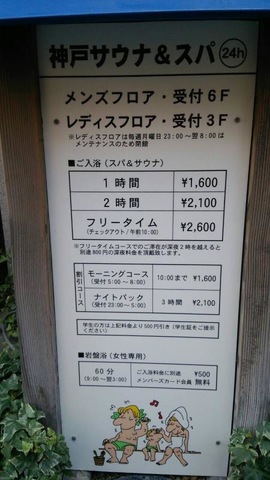 神戸サウナ&スパ 24h
メンズフロア・受付6F
レディスフロア・受付3F
※レディスフロアは毎週月曜日23:00〜翌8:00は
メンテナンスのため閉館
■ご入浴（スパ&サウナ）
1時間 ¥1,600
2時間 ¥2,100
フリータイム ¥2,600
(チェックアウト/午前10:00)
※フリータイムコースでのご滞在が深夜2時を越えると
別途800円の深夜料金を頂戴致します。
割引コース
モーニングコース 10:00まで ¥1,600
(受付5:00〜8:00)
ナイトパック 3時間 ¥2,100
(受付23:00〜翌5:00)
学生の方は上記料金より500円引き(学生証をご提示
ください)
■岩盤浴(女性専用)
60分 ご入浴料金に別途 ¥500
(9:00〜翌3:00) メンバーズカード会員 無料